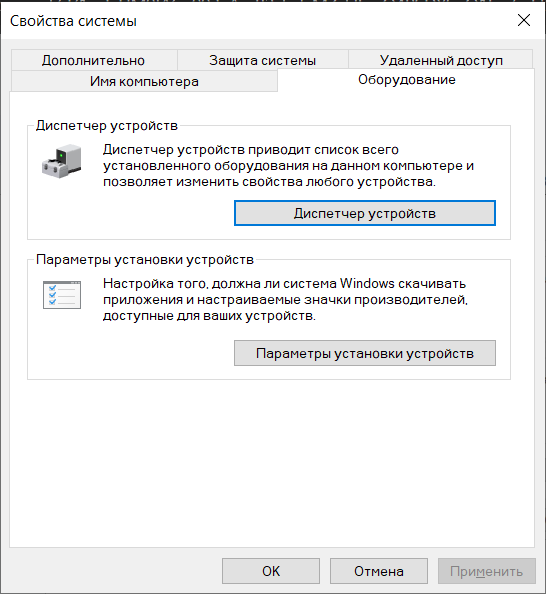 Свойства системы
Дополнительно
Защита системы
Удаленный доступ
Имя компьютера
Оборудование
Диспетчер устройств
Диспетчер устройств приводит список всего
установленного оборудования на данном компьютере и
позволяет изменить свойства любого устройства.
Диспетчер устройств
Параметры установки устройств
Настройка того, должна ли система Windows скачивать
приложения и настраиваемые значки производителей,
доступные для ваших устройств.
Параметры установки устройств
ОК
Отмена
Применить